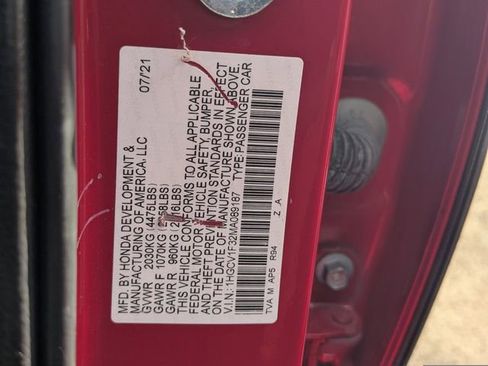 MFD. BY HONDA DEVELOPMENT & 07/21
MANUFACTURING OF AMERICA, LLC
GVWR 2030KG (4475LBS)
GAWR F 1070KG (2358LBS)
GAWR R 960KG (2116LBS)
THIS VEHICLE CONFORMS TO ALL APPLICABLE
FEDERAL MOTOR VEHICLE SAFETY, BUMPER,
AND THEFT PREVENTION STANDARDS IN EFFECT
ON THE DATE OF MANUFACTURE SHOWN ABOVE.
V.I.N.: 1HGCV1F32MA089187 TYPE:PASSENGER CAR
TVA M AP5 R94 Z A